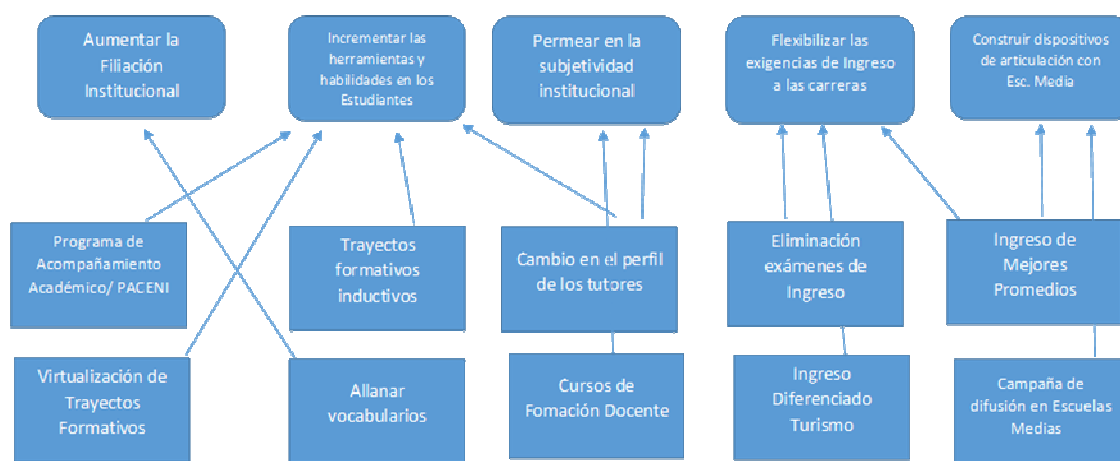 Aumentar la
Filiación
Institucional
Incrementar las
herramientas y
habilidades en los
Estudiantes
Permear en la
subjetividad
institucional
Flexibilizar las
exigencias de Ingreso
a las carreras
Construir dispositivos
de articulación con
Esc. Media
Programa de
Acompañamiento
Académico/ PACENI
Trayectos
formativos
inductivos
Cambio en el perfil
de los tutores
Eliminación
exámenes de
Ingreso
Ingreso de
Mejores
Promedios
Virtualización de
Trayectos
Formativos
Allanar
vocabularios
Cursos de
Fomación Docente
Ingreso
Diferenciado
Turismo
Campaña de
difusión en Escuelas
Medias